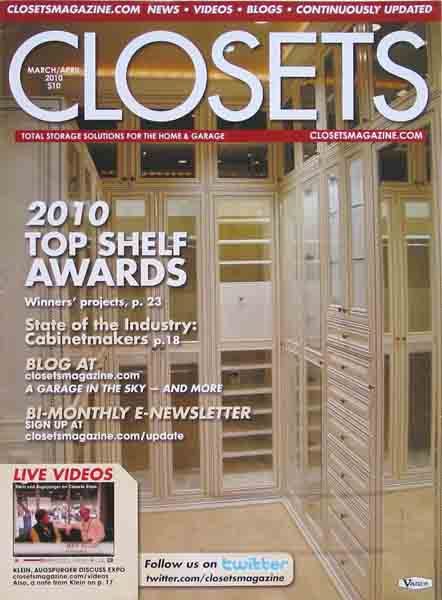 CLOSETSMAGAZINE.COM NEWS • VIDEOS • BLOGS • CONTINUOUSLY UPDATED
MARCH/APRIL
2010
$10
CLOSETS
TOTAL STORAGE SOLUTIONS FOR THE HOME & GARAGE
CLOSETSMAGAZINE.COM
2010
TOP SHELF
AWARDS
Winners' projects, p. 23
State of the Industry:
Cabinetmakers p.18
BLOG AT
closetsmagazine.com
A GARAGE IN THE SKY — AND MORE
BI-MONTHLY E-NEWSLETTER
SIGN UP AT
closetsmagazine.com/update
LIVE VIDEOS
KLEIN, AUGSPURGER DISCUSS EXPO
closetsmagazine.com/videos
Also, a note from Klein on p. 17
Follow us on twitter
twitter.com/closetsmagazine
VANCE